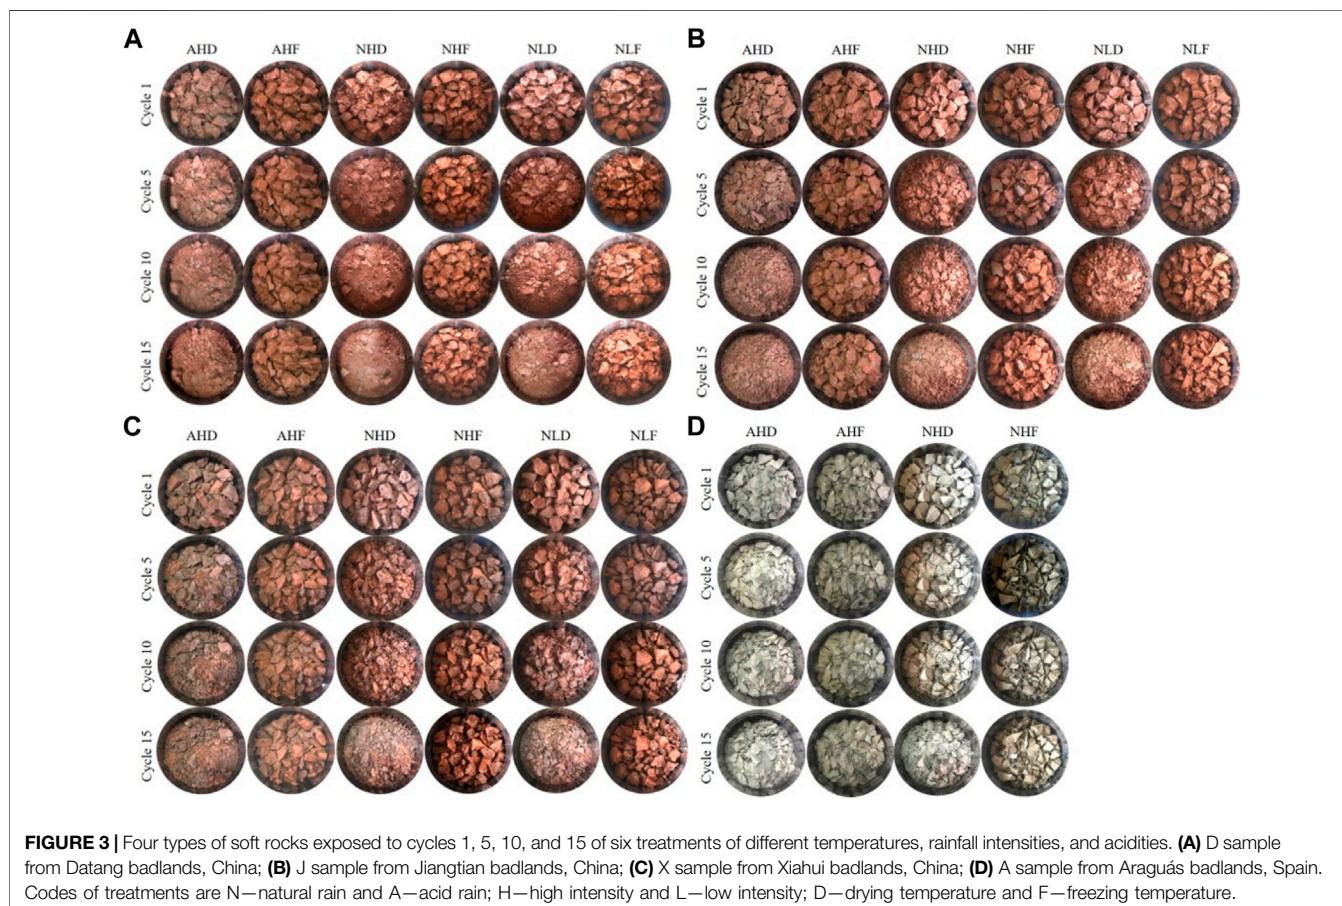 A
AHD AHF NHD NHF NLD NLF
Cycle 1
Cycle 5
Cycle 10
Cycle 15
B
AHD AHF NHD NHF NLD NLF
Cycle 1
Cycle 5
Cycle 10
Cycle 15
C
AHD AHF NHD NHF NLD NLF
Cycle 1
Cycle 5
Cycle 10
Cycle 15
D
AHD AHF NHD NHF
Cycle 1
Cycle 5
Cycle 10
Cycle 15
FIGURE 3 | Four types of soft rocks exposed to cycles 1, 5, 10, and 15 of six treatments of different temperatures, rainfall intensities, and acidities. (A) D sample
from Datang badlands, China; (B) J sample from Jiangtian badlands, China; (C) X sample from Xiahui badlands, China; (D) A sample from Araguás badlands, Spain.
Codes of treatments are N—natural rain and A—acid rain; H—high intensity and L—low intensity; D—drying temperature and F—freezing temperature.